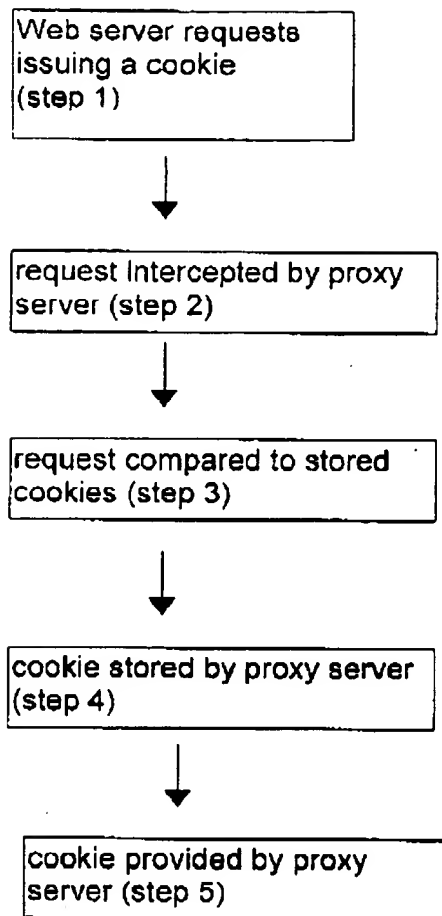 Web server requests
issuing a cookie
(step 1)
request Intercepted by proxy
server (step 2)
request compared to stored
cookies (step 3)
cookie stored by proxy server
(step 4)
cookie provided by proxy
server (step 5)